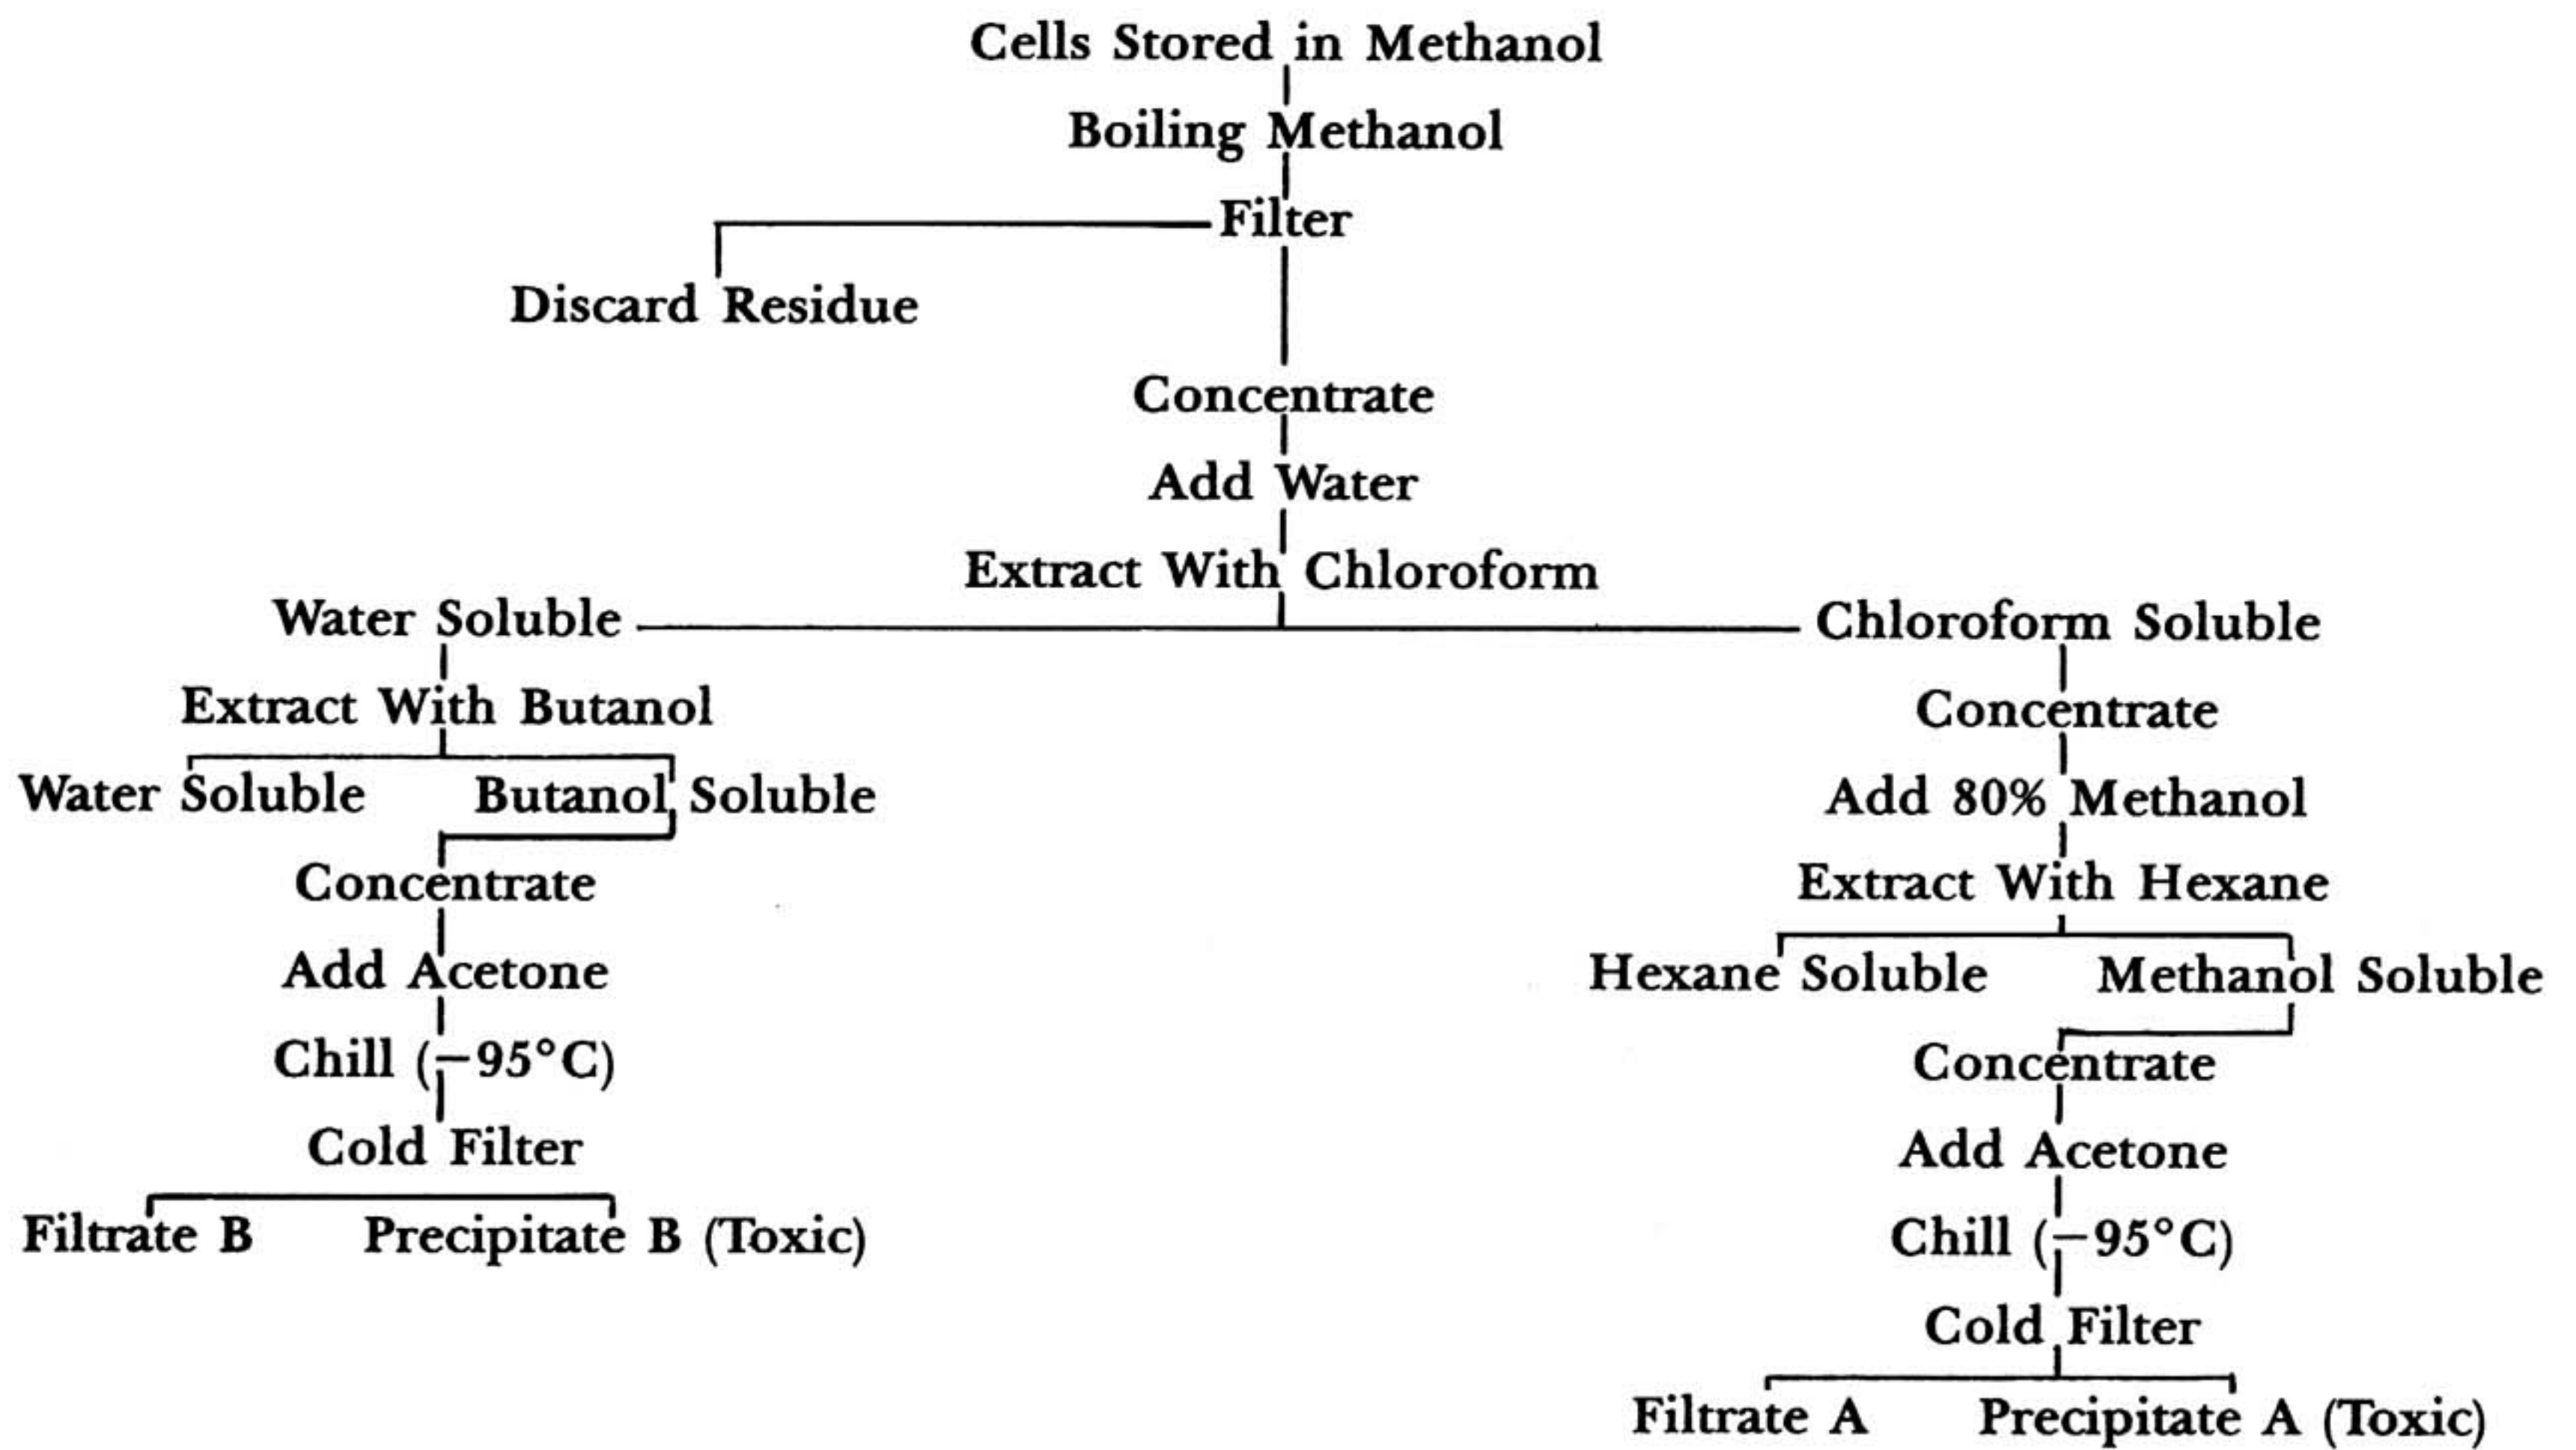 Cells Stored in Methanol
Boiling Methanol
Filter
Discard Residue
Concentrate
Add Water
Extract With Chloroform
Water Soluble
Chloroform Soluble
Extract With Butanol
Concentrate
Water Soluble
Butanol Soluble
Add 80% Methanol
Concentrate
Extract With Hexane
Add Acetone
Hexane Soluble
Methanol Soluble
Chill (−95°C)
Concentrate
Cold Filter
Add Acetone
Filtrate B
Precipitate B (Toxic)
Chill (−95°C)
Cold Filter
Filtrate A
Precipitate A (Toxic)